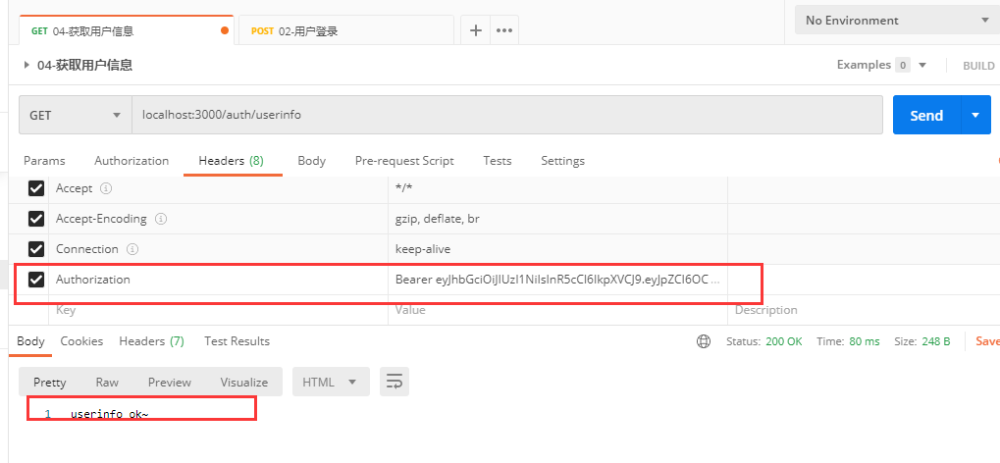 GET 04-获取用户信息 POST 02-用户登录 + ••• No Environment
04-获取用户信息 Examples 0 BUILD
GET localhost:3000/auth/userinfo Send
Params Authorization Headers (8) Body Pre-request Script Tests Settings
Accept */*
Accept-Encoding gzip, deflate, br
Connection keep-alive
Authorization Bearer eyJhbGciOiJIUzI1NiIsInR5cCI6IkpXVCJ9.eyJpZCI6OC ...
Key Value Description
Body Cookies Headers (7) Test Results Status: 200 OK Time: 80 ms Size: 248 B Save
Pretty Raw Preview Visualize HTML
1 userinfo ok~